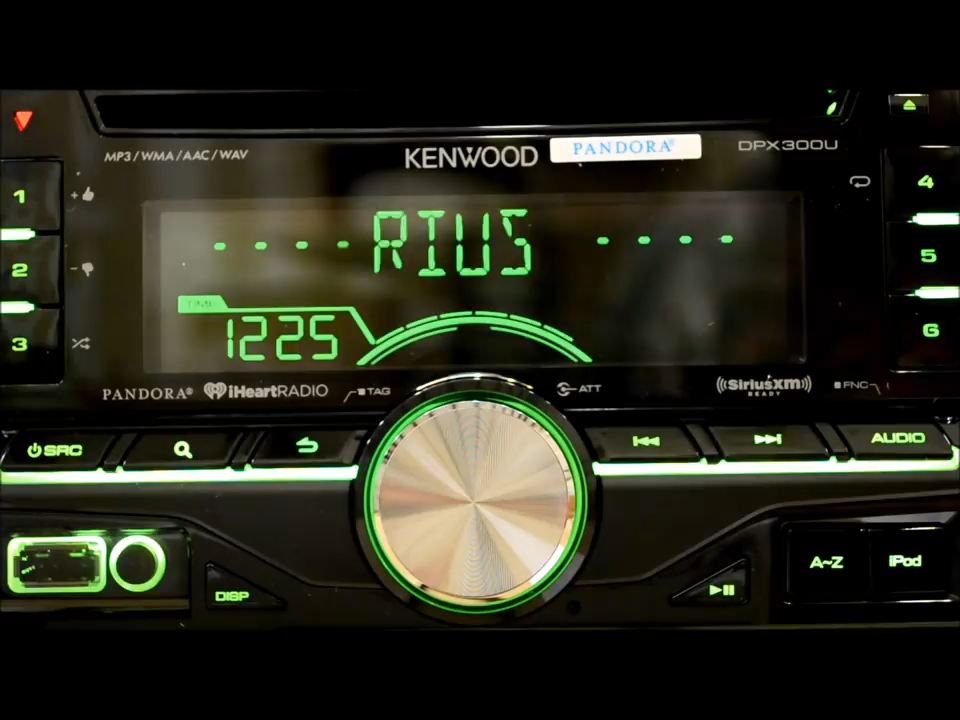 MP3/WMA/AAC/WAV
KENWOOD
PANDORA®
DPX300U
1
+
4
2
-
5
3
6
RIUS
TIME
1225
PANDORA®
iHeartRADIO
TAG
ATT
((SiriusXM))
READY
FNC
SRC
AUDIO
DISP
A~Z
iPod